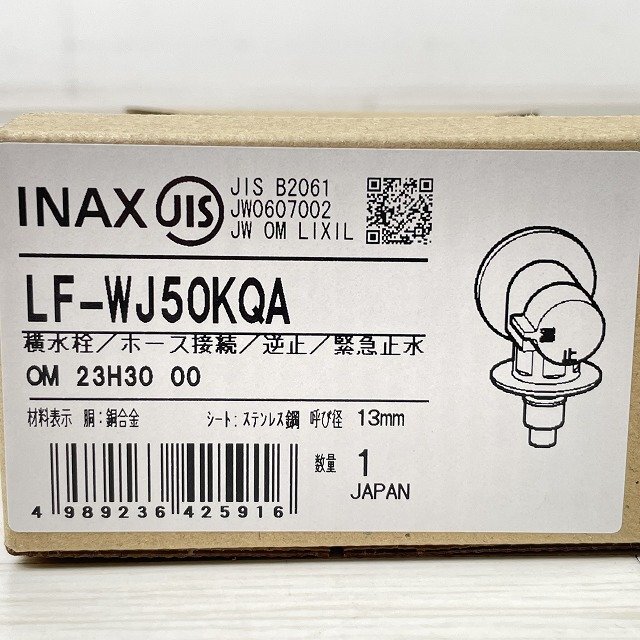 INAX JIS JIS B2061
JW0607002
JW OM LIXIL
LF-WJ50KQA
横水栓/ホース接続/逆止/緊急止水
OM 23H30 00
材料表示 胴:銅合金 シート:ステンレス鋼 呼び径 13mm
数量 1
JAPAN
4 989236 425916
止